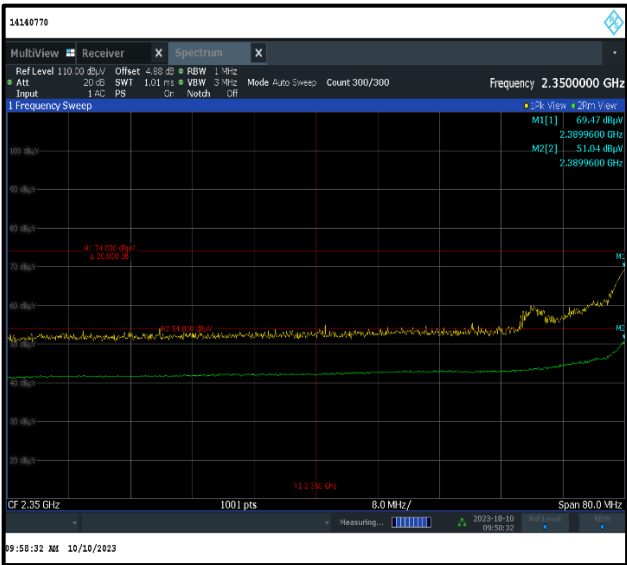 14140770
MultiView Receiver X Spectrum X
Ref Level 110.00 dBµV Offset 4.88 dB RBW 1 MHz
Att 20 dB SWT 1.01 ms VBW 3 MHz Mode Auto Sweep Count 300/300 Frequency 2.3500000 GHz
Input 1 AC PS On Notch Off
1 Frequency Sweep 1Pk View 2Rm View
M1[1] 69.47 dBµV
2.3899600 GHz
M2[2] 51.04 dBµV
2.3899600 GHz
100 dBµV
90 dBµV
80 dBµV
H1 74.000 dBµV
M1
70 dBµV
60 dBµV
H2 54.000 dBµV
M2
50 dBµV
40 dBµV
30 dBµV
20 dBµV
CF 2.35 GHz 1001 pts 8.0 MHz/ Span 80.0 MHz
Measuring... 2023-10-10 Ref Level RBW
09:58:32
09:58:32 AM 10/10/2023